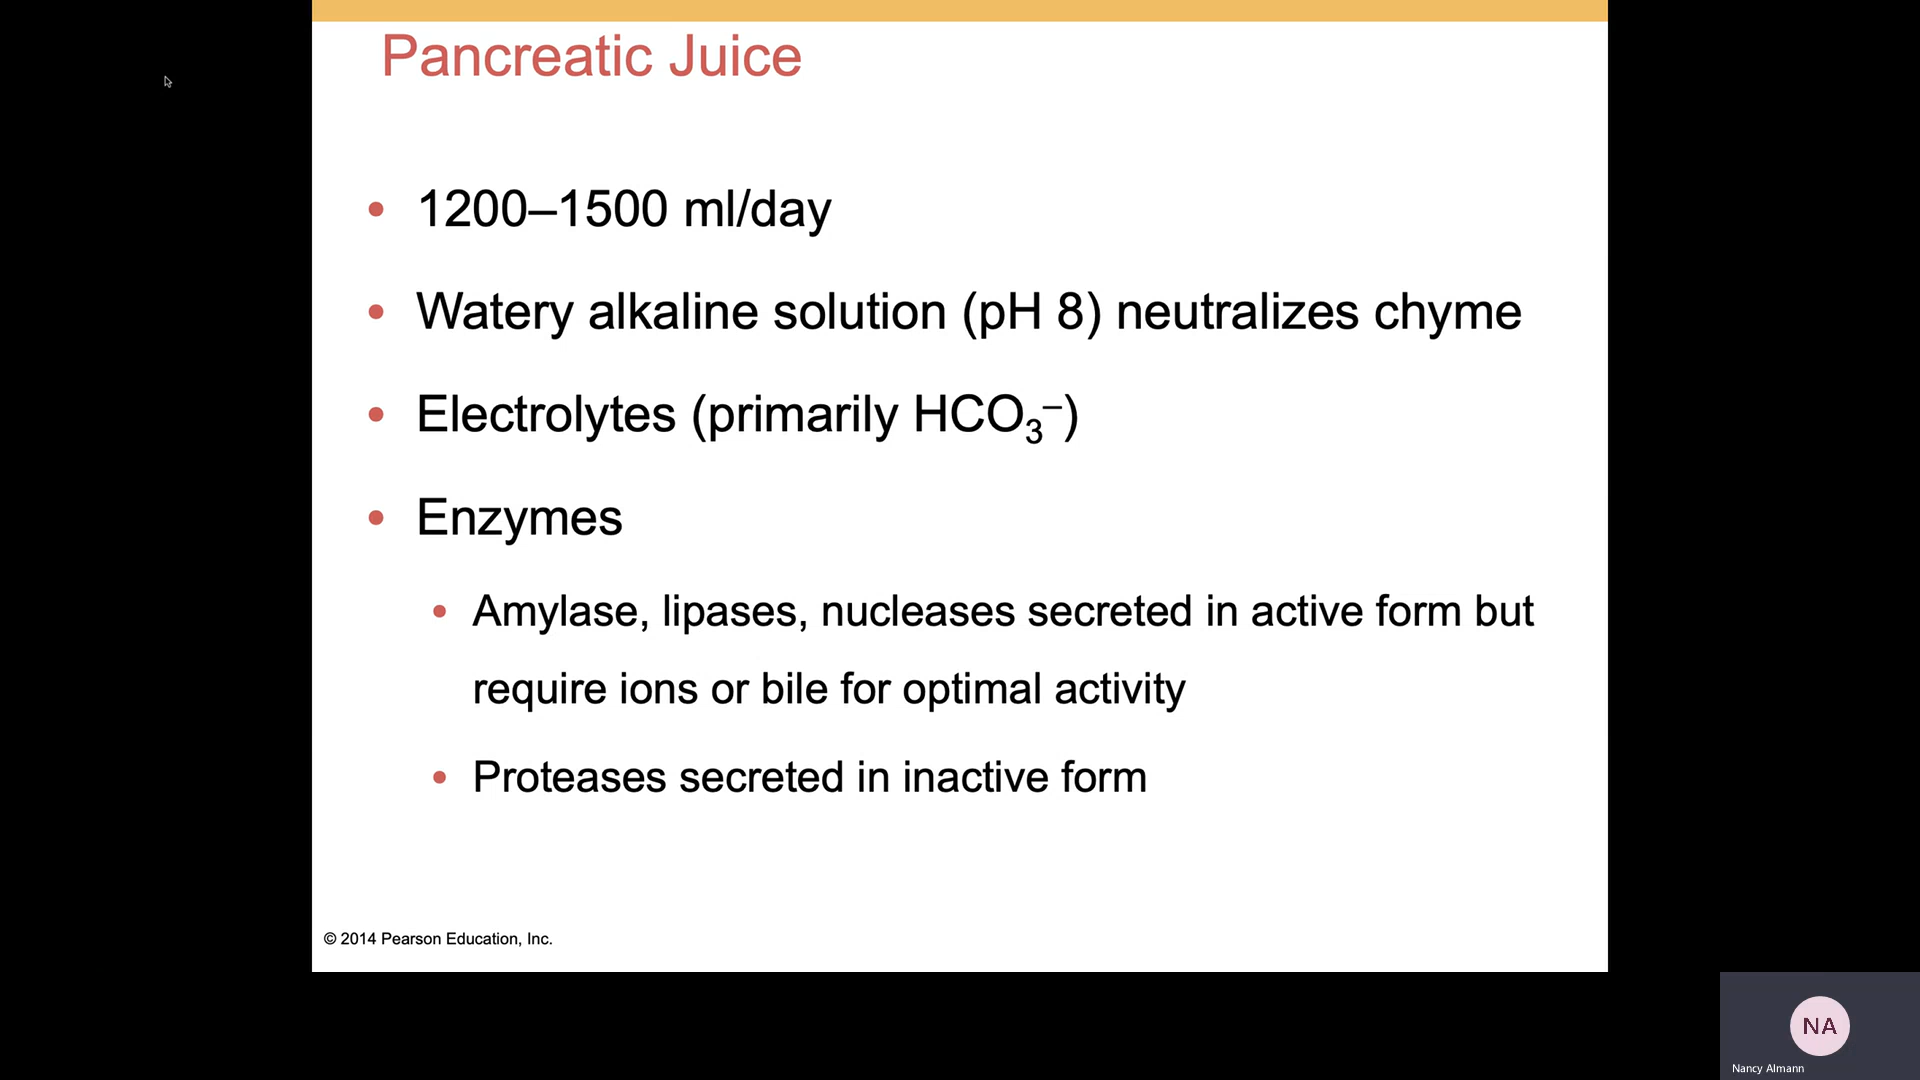 Pancreatic Juice
• 1200–1500 ml/day
• Watery alkaline solution (pH 8) neutralizes chyme
• Electrolytes (primarily HCO₃⁻)
• Enzymes
• Amylase, lipases, nucleases secreted in active form but
require ions or bile for optimal activity
• Proteases secreted in inactive form
© 2014 Pearson Education, Inc.
NA
Nancy Almann